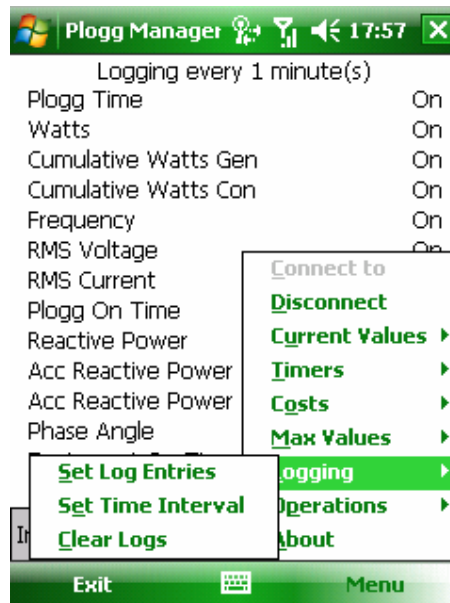 Plogg Manager 17:57
Logging every 1 minute(s)
Plogg Time On
Watts On
Cumulative Watts Gen On
Cumulative Watts Con On
Frequency On
RMS Voltage On
RMS Current
Plogg On Time
Reactive Power
Acc Reactive Power
Acc Reactive Power
Phase Angle
Connect to
Disconnect
Current Values
Timers
Costs
Max Values
Logging
Operations
About
Set Log Entries
Set Time Interval
Clear Logs
Exit Menu